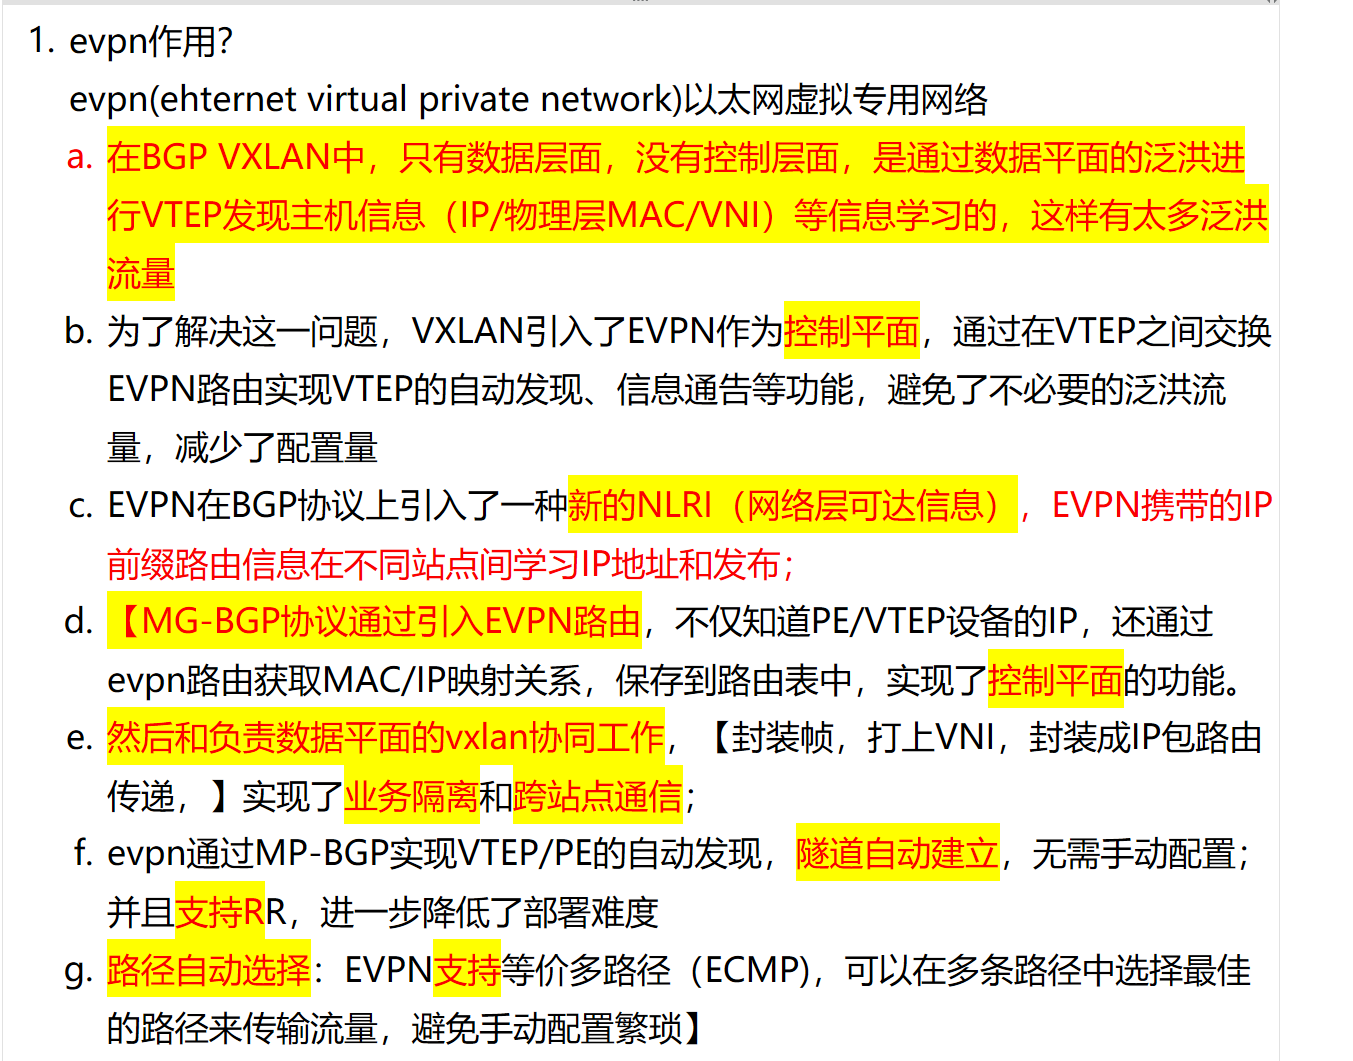 1. evpn作用？
evpn(ehternet virtual private network)以太网虚拟专用网络
a. 在BGP VXLAN中，只有数据层面，没有控制层面，是通过数据平面的泛洪进
行VTEP发现主机信息（IP/物理层MAC/VNI）等信息学习的，这样有太多泛洪
流量
b. 为了解决这一问题，VXLAN引入了EVPN作为控制平面，通过在VTEP之间交换
EVPN路由实现VTEP的自动发现、信息通告等功能，避免了不必要的泛洪流
量，减少了配置量
c. EVPN在BGP协议上引入了一种新的NLRI（网络层可达信息），EVPN携带的IP
前缀路由信息在不同站点间学习IP地址和发布；
d. 【MG-BGP协议通过引入EVPN路由，不仅知道PE/VTEP设备的IP，还通过
evpn路由获取MAC/IP映射关系，保存到路由表中，实现了控制平面的功能。
e. 然后和负责数据平面的vxlan协同工作，【封装帧，打上VNI，封装成IP包路由
传递，】实现了业务隔离和跨站点通信；
f. evpn通过MP-BGP实现VTEP/PE的自动发现，隧道自动建立，无需手动配置；
并且支持RR，进一步降低了部署难度
g. 路径自动选择：EVPN支持等价多路径（ECMP)，可以在多条路径中选择最佳
的路径来传输流量，避免手动配置繁琐】